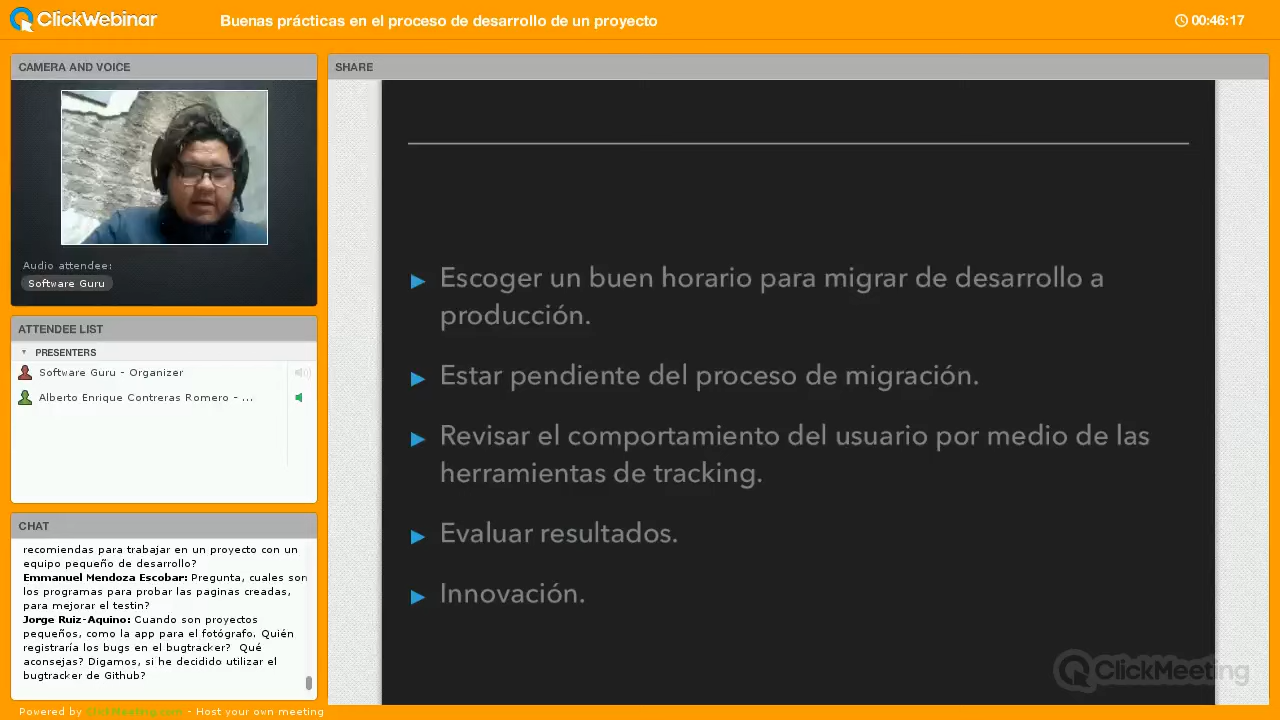 ClickWebinar
Buenas prácticas en el proceso de desarrollo de un proyecto
00:46:17
CAMERA AND VOICE
Audio attendee:
Software Guru
ATTENDEE LIST
PRESENTERS
Software Guru - Organizer
Alberto Enrique Contreras Romero - ...
CHAT
recomiendas para trabajar en un proyecto con un
equipo pequeño de desarrollo?
Emmanuel Mendoza Escobar: Pregunta, cuales son
los programas para probar las paginas creadas,
para mejorar el testin?
Jorge Ruiz-Aquino: Cuando son proyectos
pequeños, como la app para el fotógrafo. Quién
registraría los bugs en el bugtracker? Qué
aconsejas? Digamos, si he decidido utilizar el
bugtracker de Github?
Powered by ClickMeeting.com - Host your own meeting
SHARE
Escoger un buen horario para migrar de desarrollo a
producción.
Estar pendiente del proceso de migración.
Revisar el comportamiento del usuario por medio de las
herramientas de tracking.
Evaluar resultados.
Innovación.
ClickMeeting